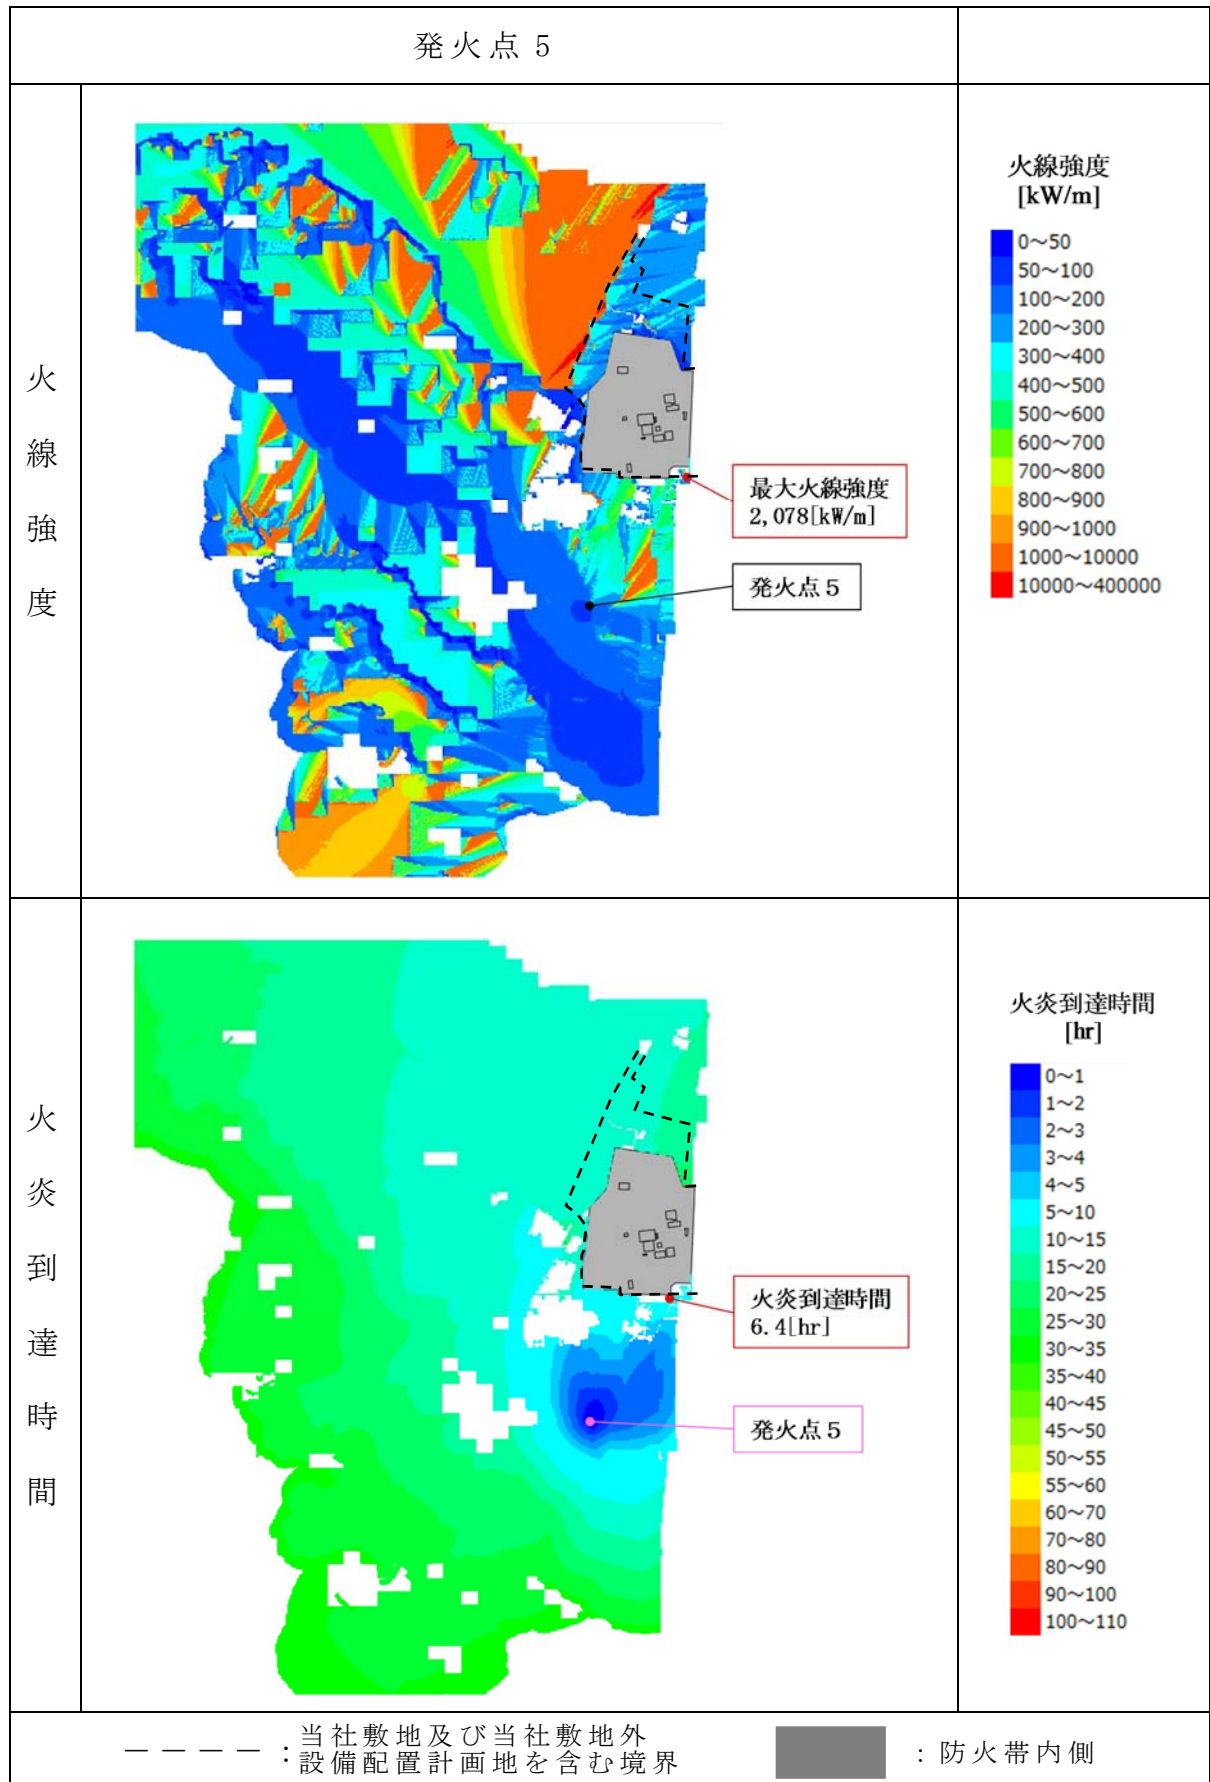 発火点 5
火線強度
火線強度
[kW/m]
0～50
50～100
100～200
200～300
300～400
400～500
500～600
600～700
700～800
800～900
900～1000
1000～10000
10000～400000
最大火線強度
2,078[kW/m]
発火点５
火炎到達時間
火炎到達時間
[hr]
0～1
1～2
2～3
3～4
4～5
5～10
10～15
15～20
20～25
25～30
30～35
35～40
40～45
45～50
50～55
55～60
60～70
70～80
80～90
90～100
100～110
火炎到達時間
6.4[hr]
発火点５
：当社敷地及び当社敷地外
設備配置計画地を含む境界
：防火帯内側